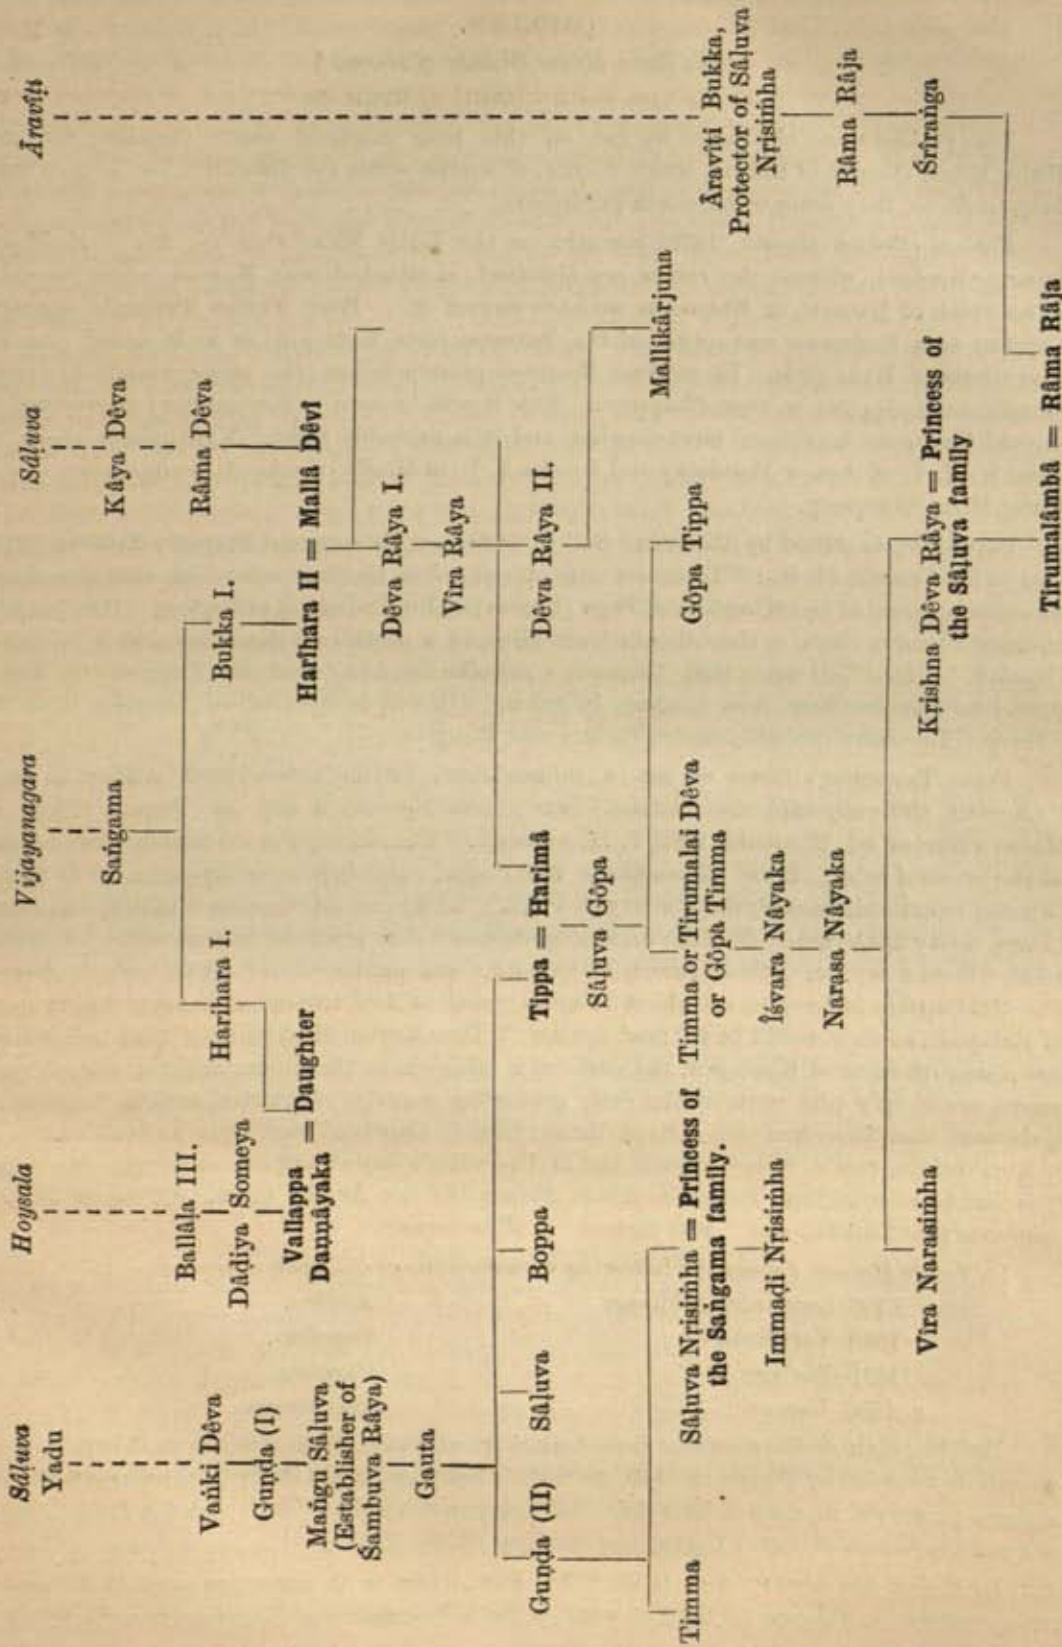 Sâḷuva
Yadu
Vaṅki Dêva
Guṇḍa (I)
Maṅgu Sâḷuva
(Establisher of
Śambuva Râya)
Gauta
Guṇḍa (II)
Sâḷuva
Boppa
Tippa = Harimâ
Timma
Sâḷuva Nṛisiṁha = Princess of
the Saṅgama family.
Immaḍi Nṛisiṁha
Hoysala
Ballâḷa III.
Dâḍiya Someya
Vallappa
Daṇṇâyaka = Daughter
Vijayanagara
Saṅgama
Harihara I.
Bukka I.
Harihara II = Mallâ Dêvî
Dêva Râya I.
Vîra Râya
Dêva Râya II.
Mallikârjuna
Sâḷuva Gôpa
Timma or Tirumalai Dêva
or Gôpa Timma
Gôpa Tippa
Îśvara Nâyaka
Narasa Nâyaka
Vîra Narasiṁha
Kṛishna Dêva Râya = Princess of
the Sâḷuva family
Tirumalâmbâ = Râma Râja
Sâḷuva
Kâya Dêva
Râma Dêva
Āravîṭi
Āravîṭi Bukka,
Protector of Sâḷuva
Nṛisiṁha
Râma Râja
Śrîraṅga